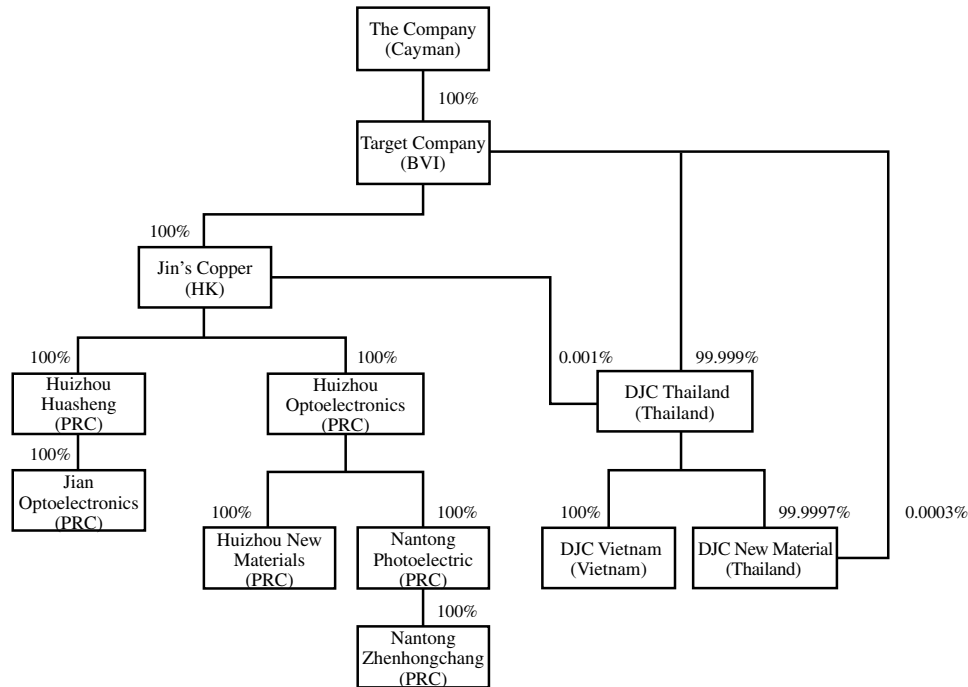 The Company
(Cayman)
100%
Target Company
(BVI)
100%
Jin’s Copper
(HK)
100%
100%
0.001%
99.999%
Huizhou
Huasheng
(PRC)
Huizhou
Optoelectronics
(PRC)
DJC Thailand
(Thailand)
100%
Jian
Optoelectronics
(PRC)
100%
100%
100%
99.9997%
0.0003%
Huizhou New
Materials
(PRC)
Nantong
Photoelectric
(PRC)
DJC Vietnam
(Vietnam)
DJC New Material
(Thailand)
100%
Nantong
Zhenhongchang
(PRC)